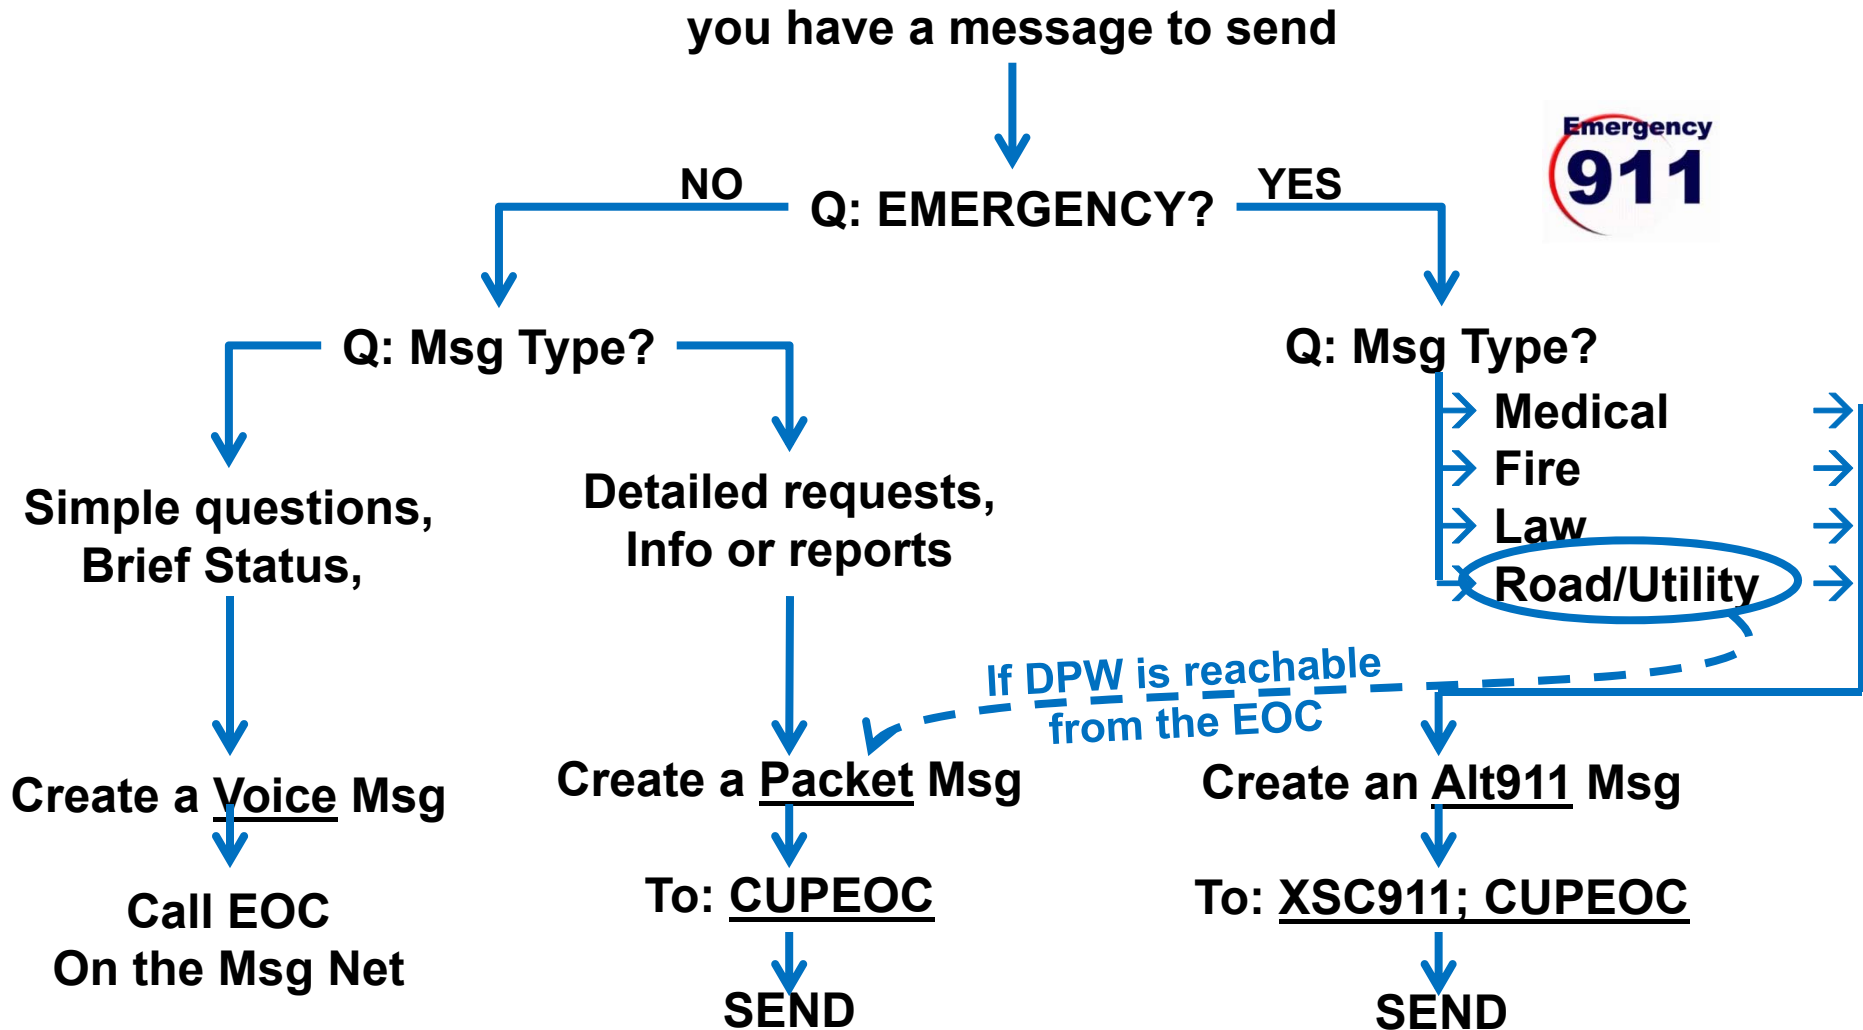 you have a message to send
Emergency
911
NO
Q: EMERGENCY?
YES
Q: Msg Type?
Q: Msg Type?
Medical
Fire
Law
Road/Utility
Simple questions,
Brief Status,
Detailed requests,
Info or reports
If DPW is reachable
from the EOC
Create a Voice Msg
Call EOC
On the Msg Net
Create a Packet Msg
To: CUPEOC
SEND
Create an Alt911 Msg
To: XSC911; CUPEOC
SEND